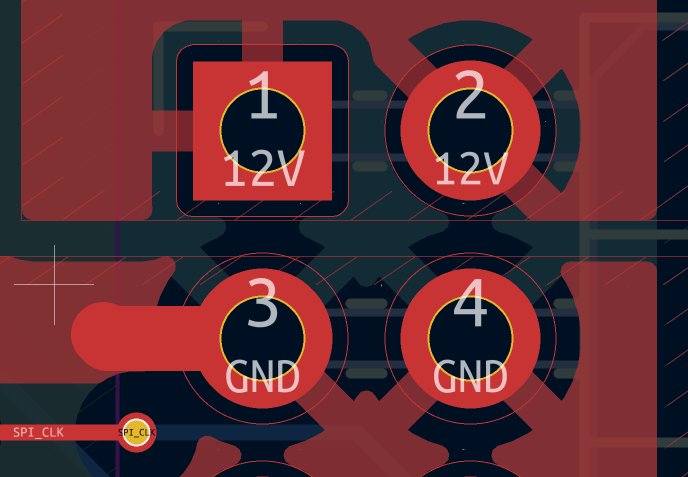 1 2
12V 12V
3 4
GND GND
SPI_CLK SPI_CLK